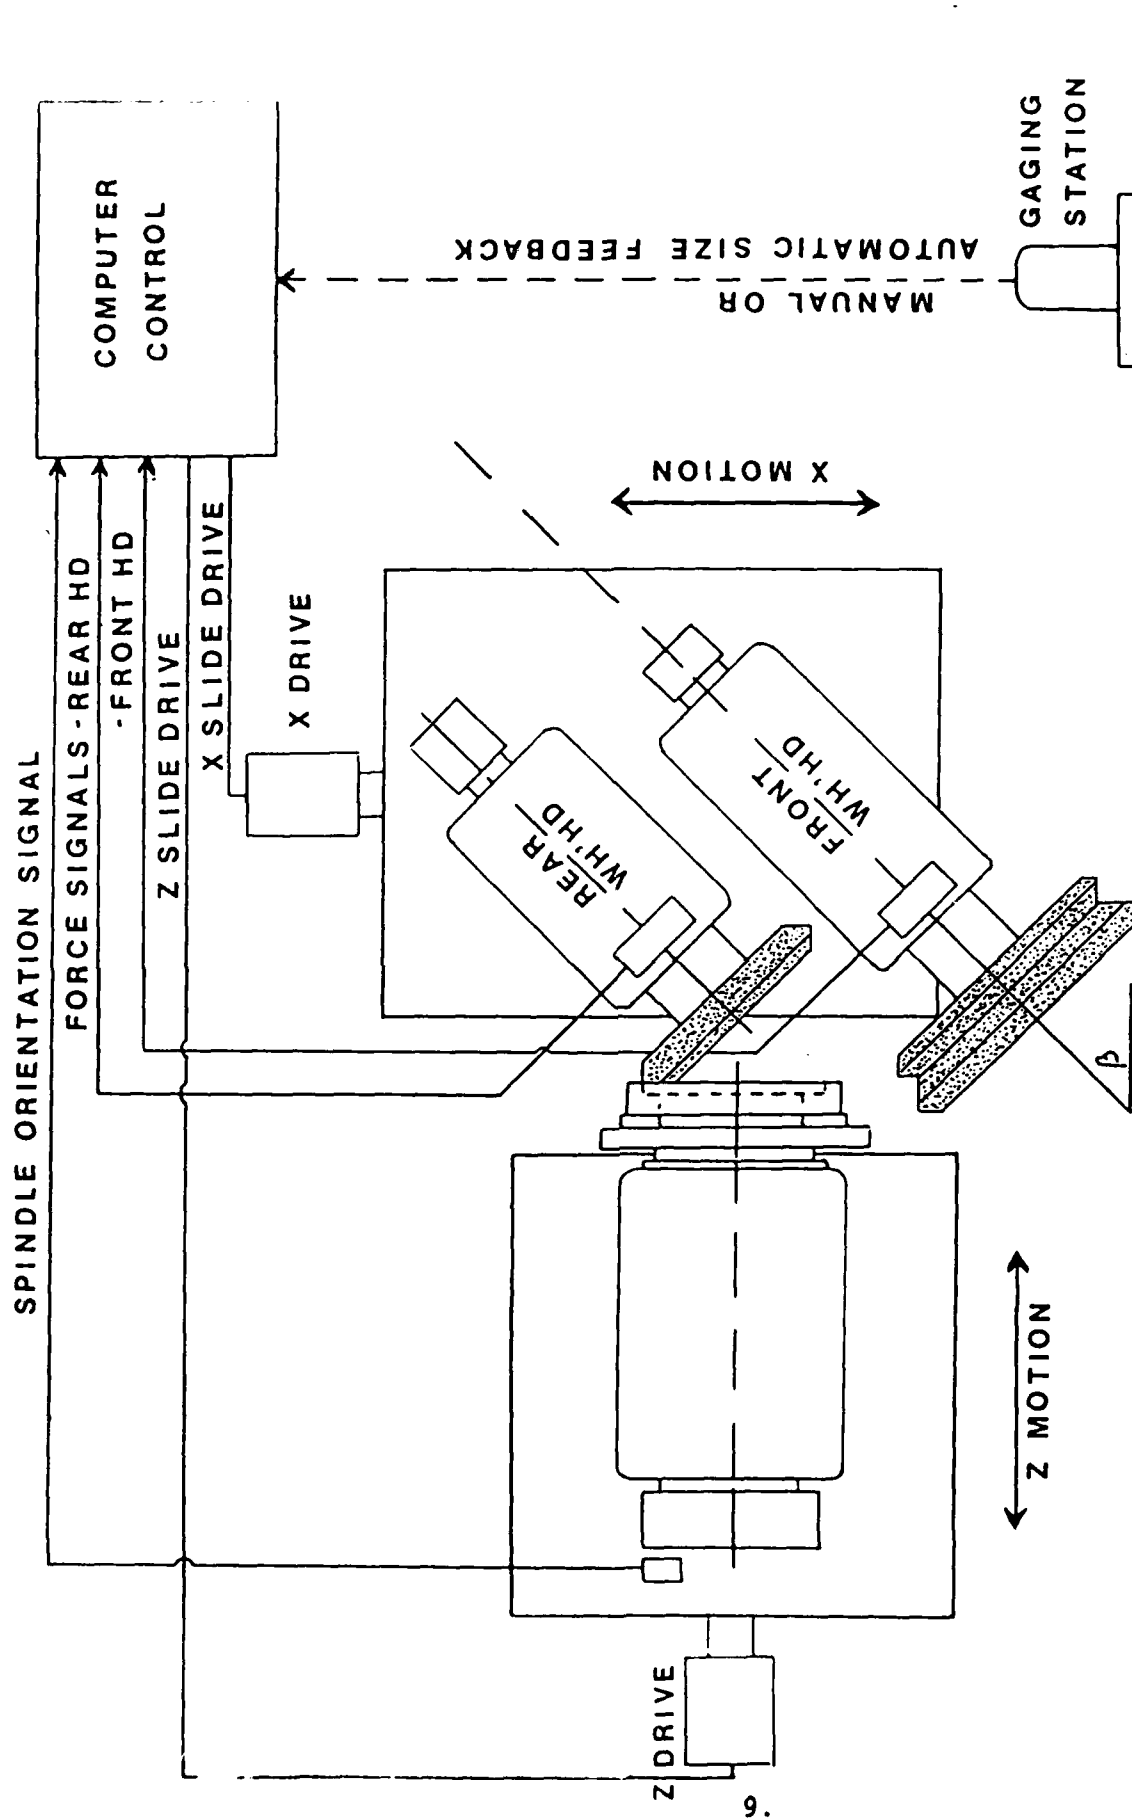 SPINDLE ORIENTATION SIGNAL
FORCE SIGNALS - REAR HD
- FRONT HD
Z SLIDE DRIVE
X SLIDE DRIVE
COMPUTER
CONTROL
X DRIVE
REAR
WH'HD
FRONT
WH'HD
X MOTION
MANUAL OR
AUTOMATIC SIZE FEEDBACK
GAGING
STATION
Z DRIVE
Z MOTION
β
9.